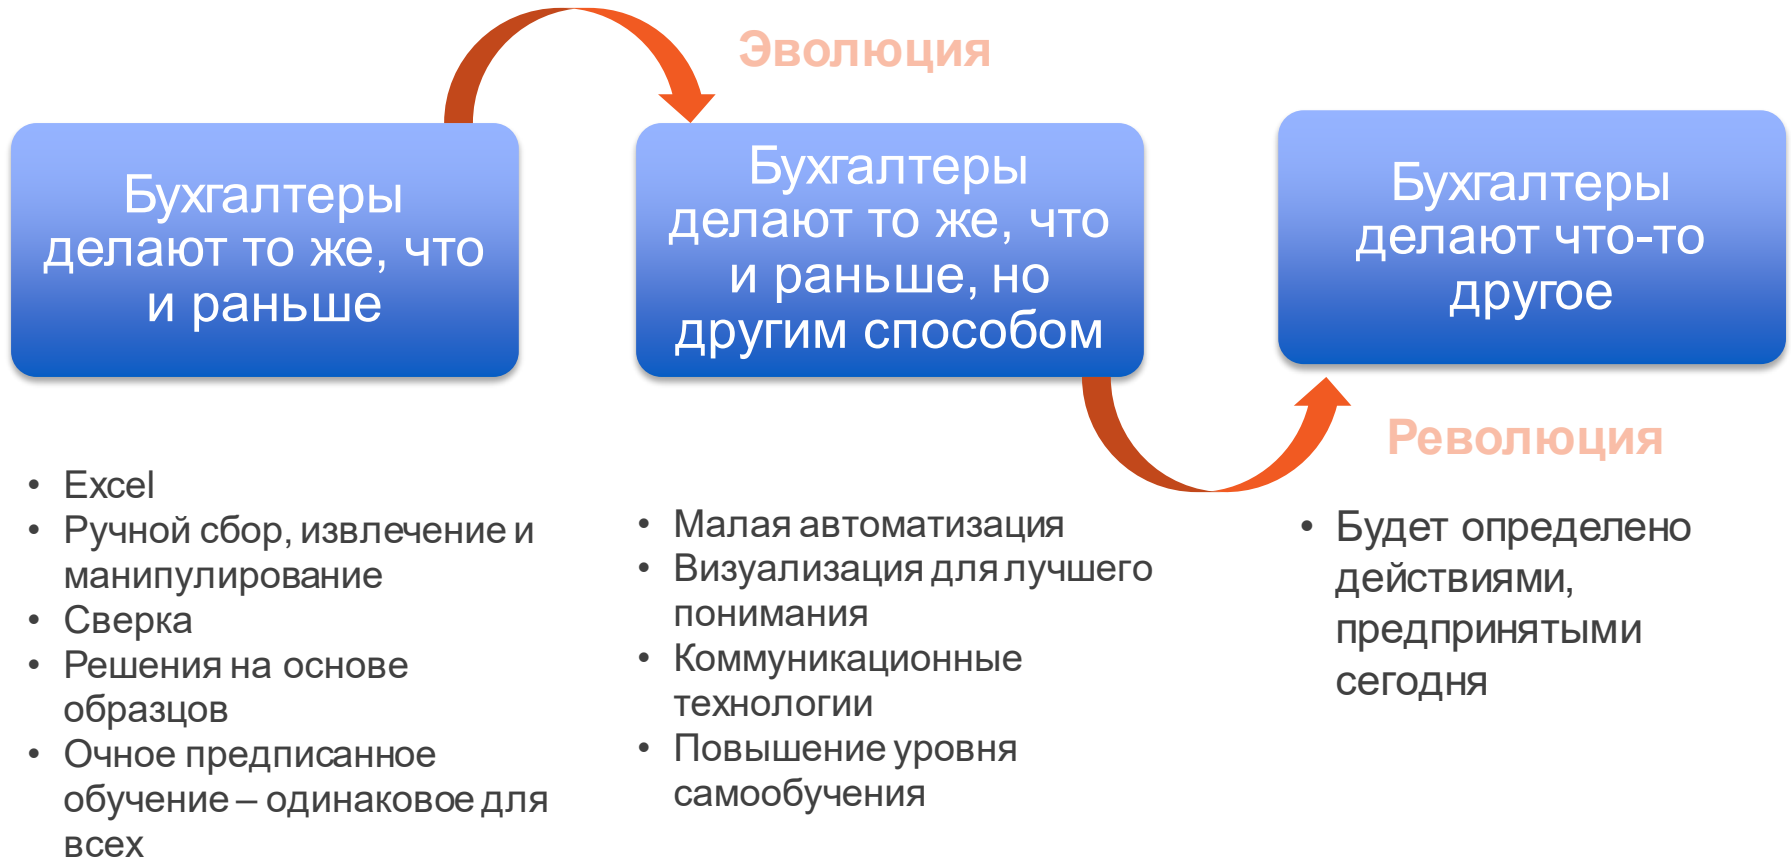 Эволюция
Бухгалтеры
делают то же, что
и раньше
Бухгалтеры
делают то же, что
и раньше, но
другим способом
Бухгалтеры
делают что-то
другое
Революция
• Excel
• Ручной сбор, извлечение и
манипулирование
• Сверка
• Решения на основе
образцов
• Очное предписанное
обучение – одинаковое для
всех
• Малая автоматизация
• Визуализация для лучшего
понимания
• Коммуникационные
технологии
• Повышение уровня
самообучения
• Будет определено
действиями,
предпринятыми
сегодня